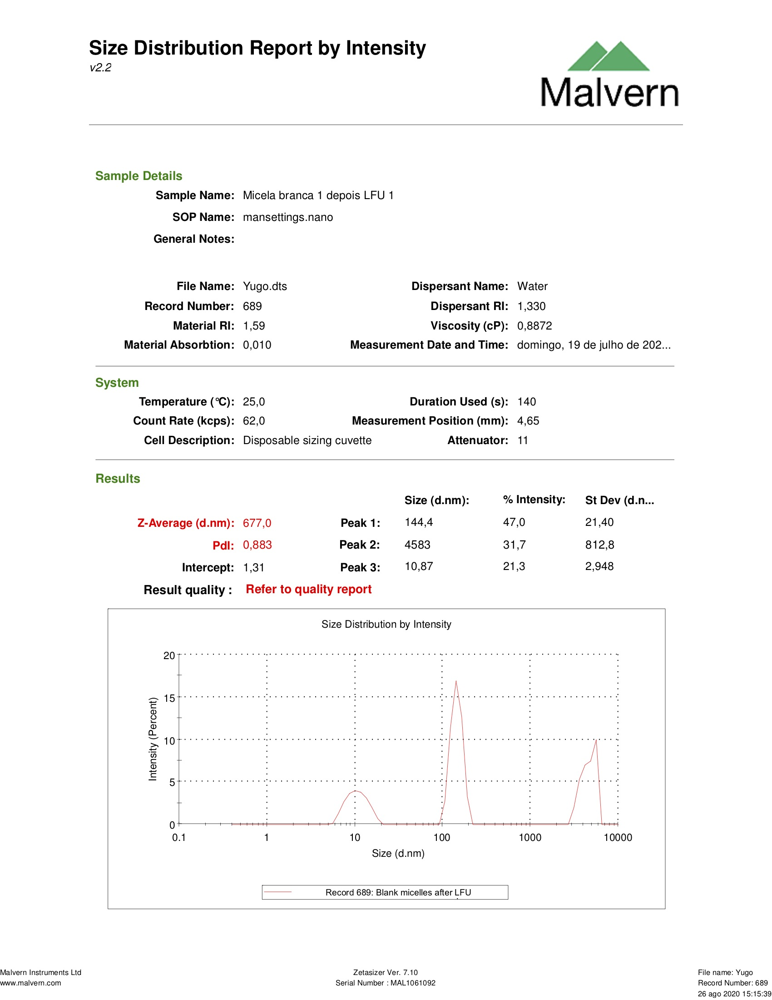 Size Distribution Report by Intensity
v2.2
Malvern
Sample Details
Sample Name: Micela branca 1 depois LFU 1
SOP Name: mansettings.nano
General Notes:
File Name: Yugo.dts Dispersant Name: Water
Record Number: 689 Dispersant RI: 1,330
Material RI: 1,59 Viscosity (cP): 0,8872
Material Absorbtion: 0,010 Measurement Date and Time: domingo, 19 de julho de 202...
System
Temperature (°C): 25,0 Duration Used (s): 140
Count Rate (kcps): 62,0 Measurement Position (mm): 4,65
Cell Description: Disposable sizing cuvette Attenuator: 11
Results
Size (d.nm): % Intensity: St Dev (d.n...
Z-Average (d.nm): 677,0 Peak 1: 144,4 47,0 21,40
PdI: 0,883 Peak 2: 4583 31,7 812,8
Intercept: 1,31 Peak 3: 10,87 21,3 2,948
Result quality : Refer to quality report
Size Distribution by Intensity
20
15
10
5
0
Intensity (Percent)
0.1 1 10 100 1000 10000
Size (d.nm)
Record 689: Blank micelles after LFU
Malvern Instruments Ltd Zetasizer Ver. 7.10 File name: Yugo
www.malvern.com Serial Number : MAL1061092 Record Number: 689
26 ago 2020 15:15:39